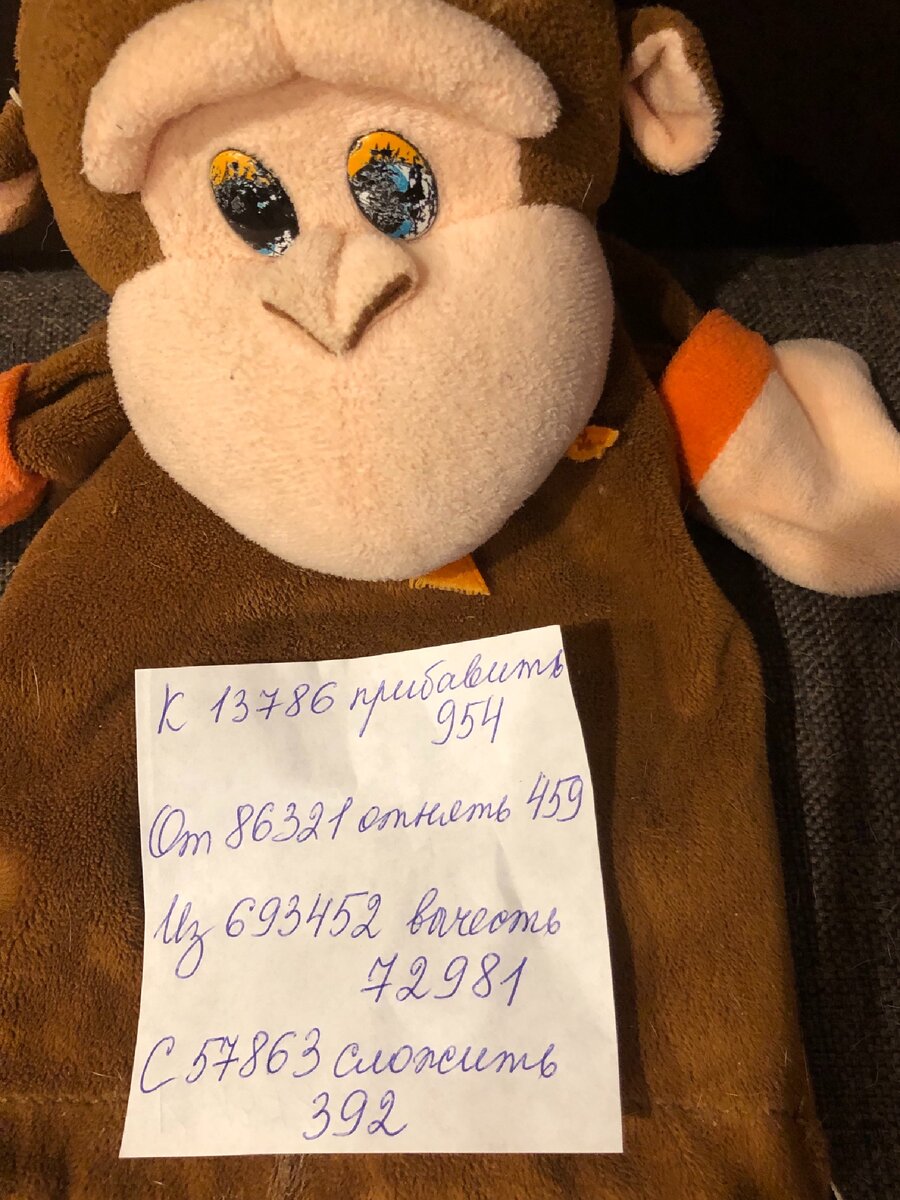 К 13786 прибавить
954
От 86321 отнять 459
Из 693452 вычесть
72981
С 57863 сложить
392